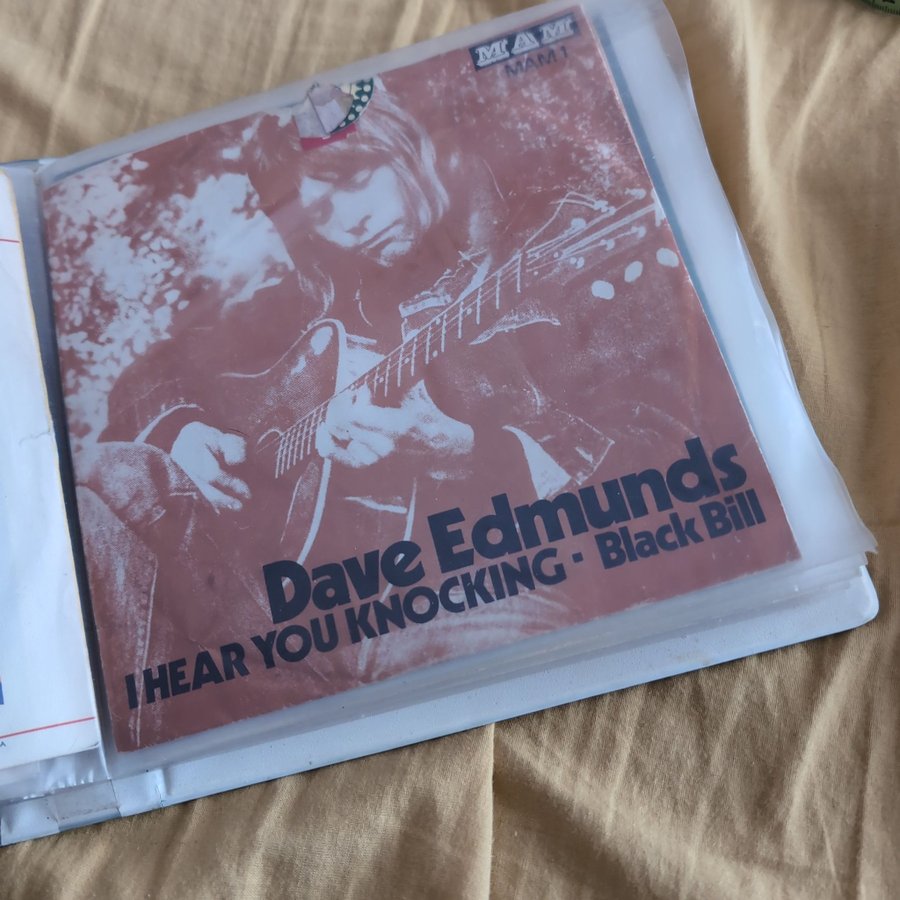 MAM
MAM 1
Dave Edmunds
I HEAR YOU KNOCKING · Black Bill
A